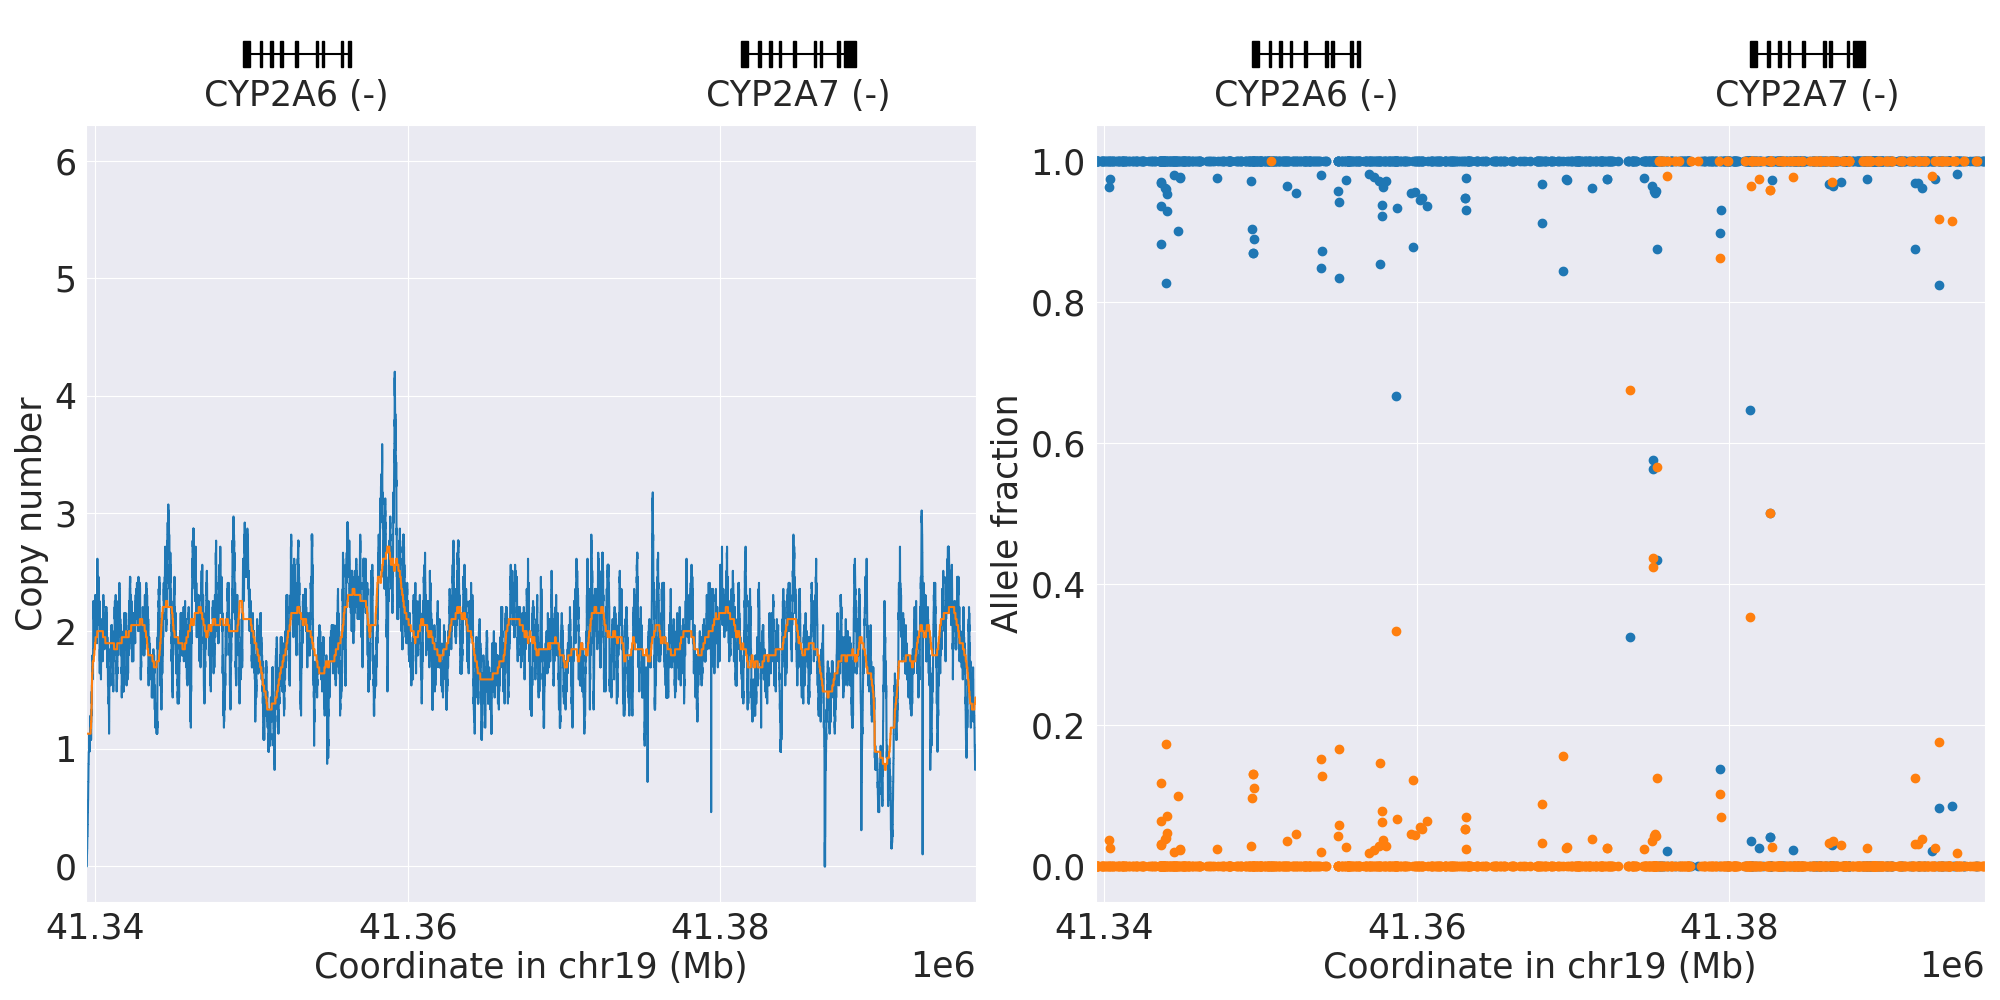 CYP2A6 (-) CYP2A7 (-)
6
5
4
3
2
1
0
Copy number
41.34 41.36 41.38
Coordinate in chr19 (Mb) 1e6
CYP2A6 (-) CYP2A7 (-)
1.0
0.8
0.6
0.4
0.2
0.0
Allele fraction
41.34 41.36 41.38
Coordinate in chr19 (Mb) 1e6